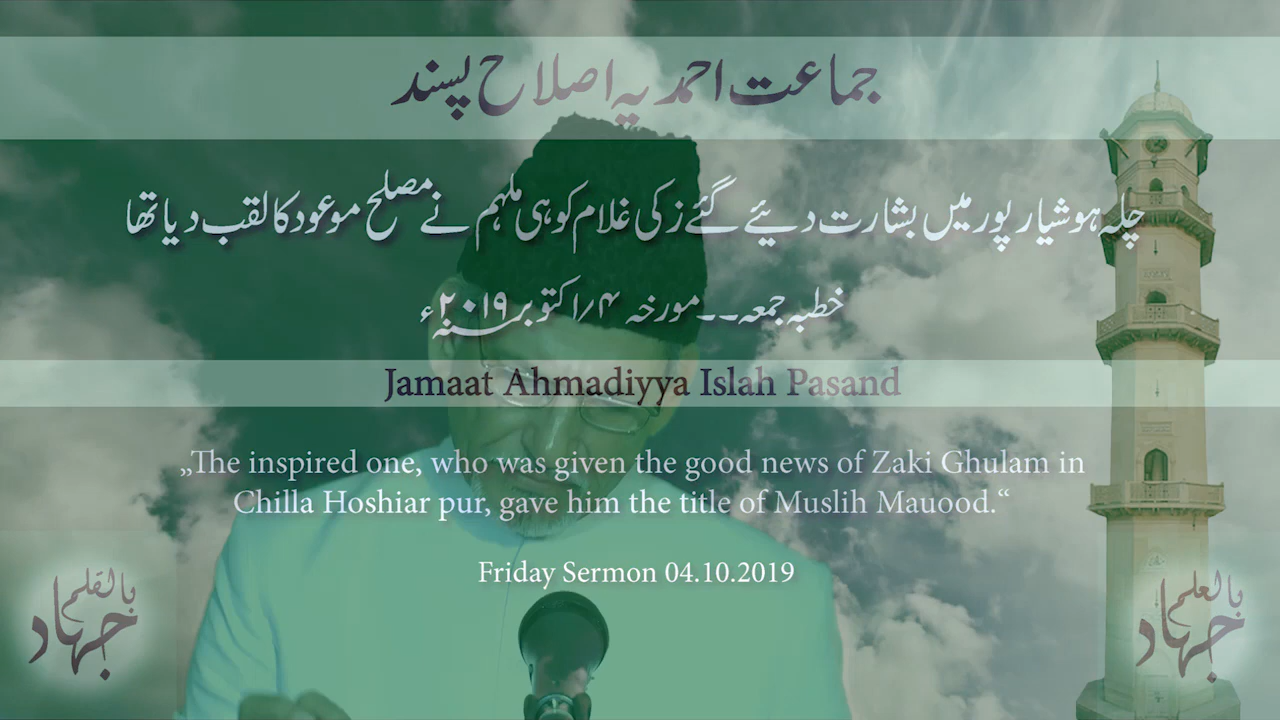 جماعت احمدیہ اصلاح پسند
چلہ ہوشیارپور میں بشارت دیئے گئے زکی غلام کو ہی ملہم نے مصلح موعود کا لقب دیا تھا
خطبہ جمعہ۔۔مورخہ ۴؍اکتوبر ۲۰۱۹ء
Jamaat Ahmadiyya Islah Pasand
„The inspired one, who was given the good news of Zaki Ghulam in
Chilla Hoshiar pur, gave him the title of Muslih Mauood.“
Friday Sermon 04.10.2019
جہاد بالقلم
جہاد بالعلم